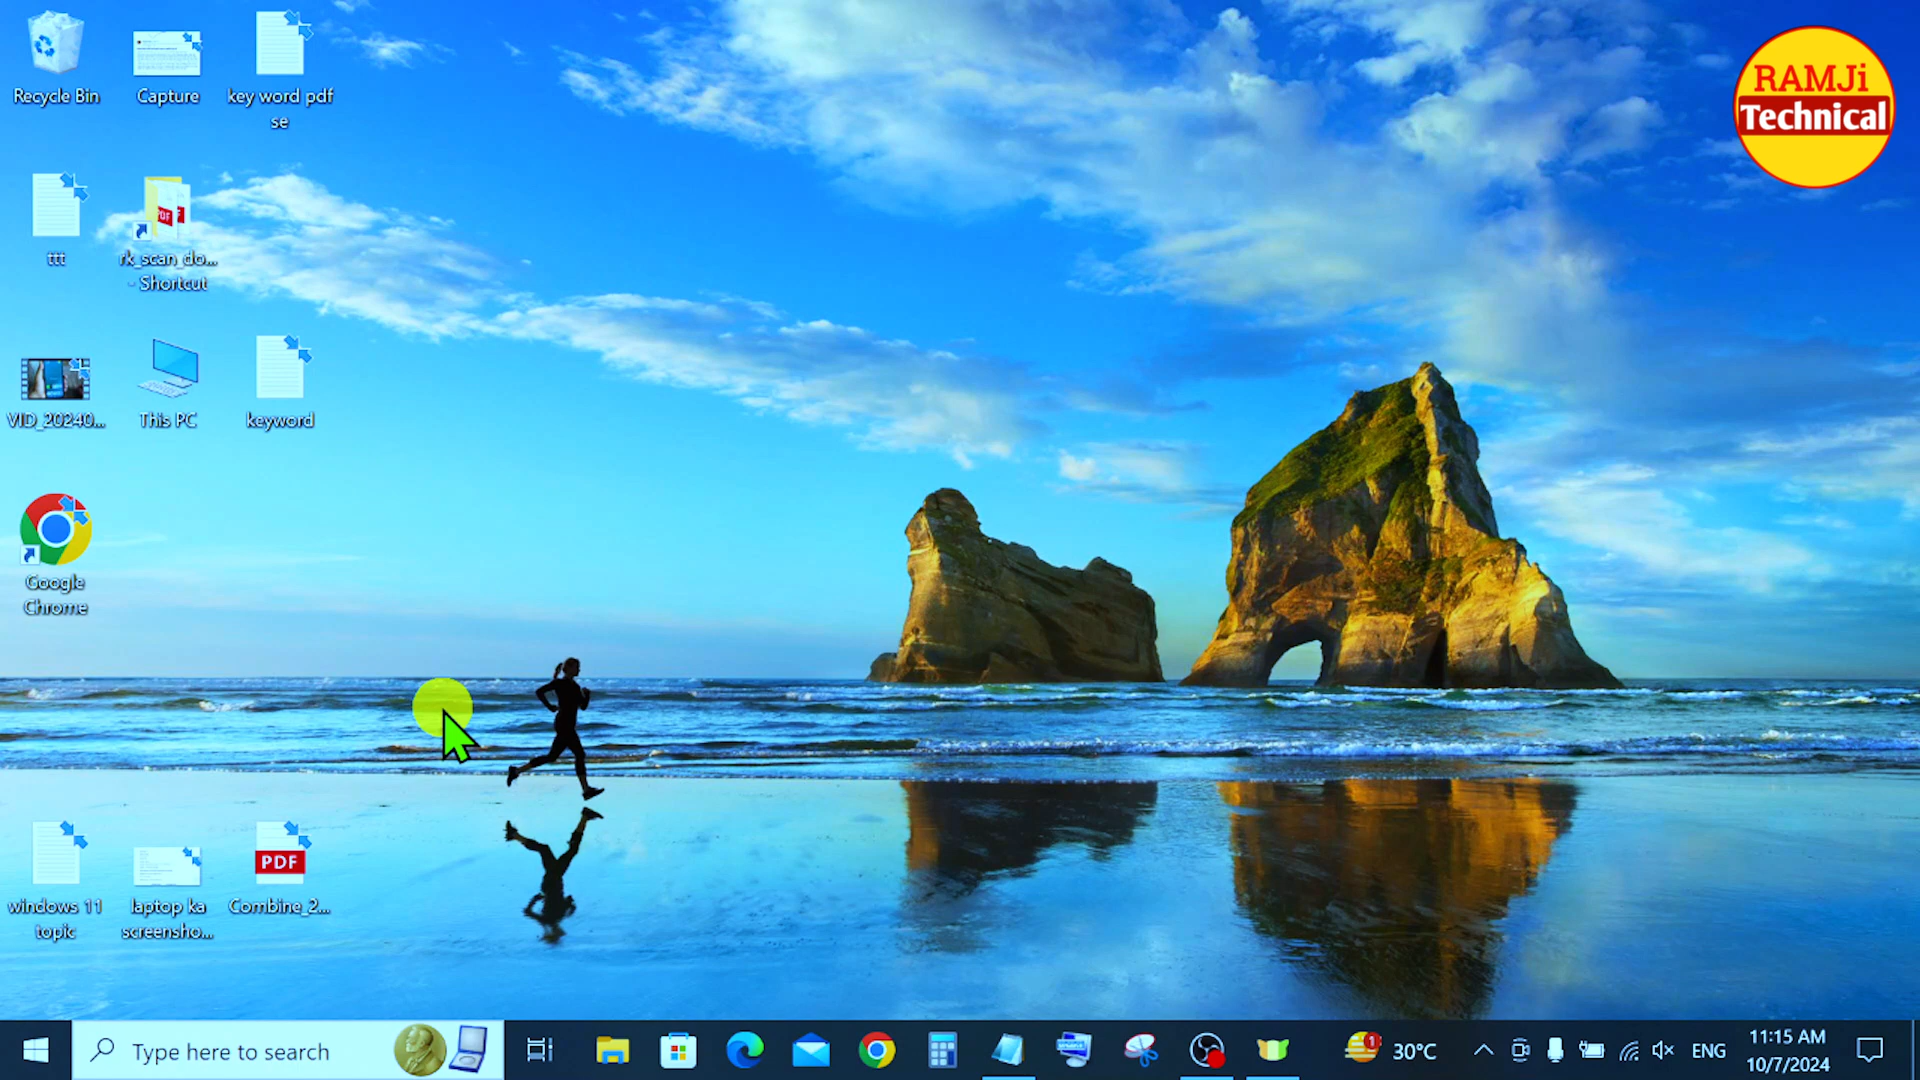 Recycle Bin
Capture
key word pdf
se
RAMJi
Technical
ttt
rk_scan_do...
- Shortcut
VID_20240...
This PC
keyword
Google
Chrome
windows 11
topic
laptop ka
screensho...
PDF
Combine_2...
Type here to search
1
30°C
ENG
11:15 AM
10/7/2024